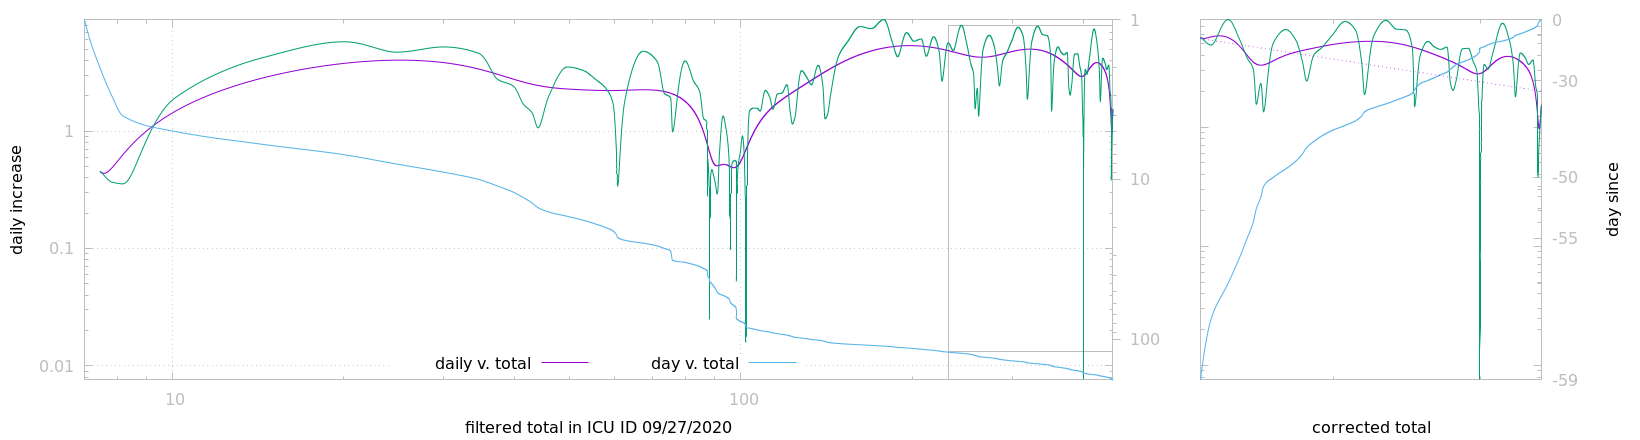 daily increase
1
0.1
0.01
10
100
filtered total in ICU ID 09/27/2020
daily v. total
day v. total
1
10
100
0
-30
-50
-55
-59
day since
corrected total